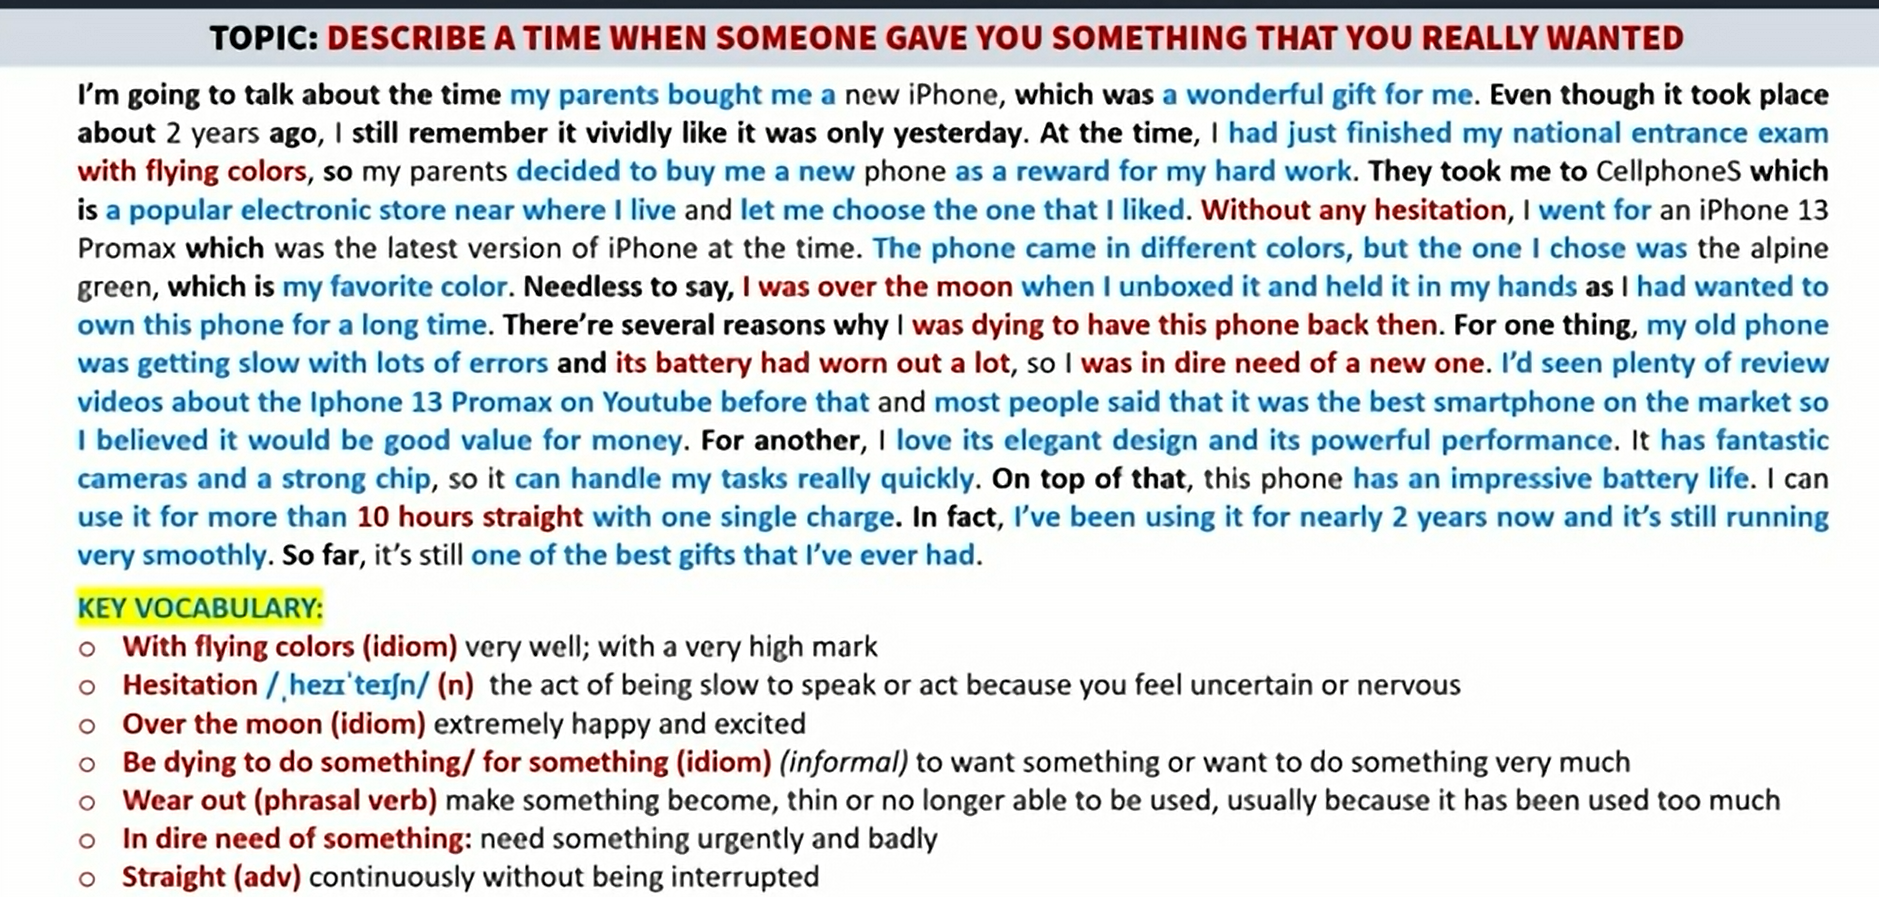 TOPIC: DESCRIBE A TIME WHEN SOMEONE GAVE YOU SOMETHING THAT YOU REALLY WANTED
I'm going to talk about the time my parents bought me a new iPhone, which was a wonderful gift for me. Even though it took place
about 2 years ago, I still remember it vividly like it was only yesterday. At the time, I had just finished my national entrance exam
with flying colors, so my parents decided to buy me a new phone as a reward for my hard work. They took me to CellphoneS which
is a popular electronic store near where I live and let me choose the one that I liked. Without any hesitation, I went for an iPhone 13
Promax which was the latest version of iPhone at the time. The phone came in different colors, but the one I chose was the alpine
green, which is my favorite color. Needless to say, I was over the moon when I unboxed it and held it in my hands as I had wanted to
own this phone for a long time. There're several reasons why I was dying to have this phone back then. For one thing, my old phone
was getting slow with lots of errors and its battery had worn out a lot, so I was in dire need of a new one. I'd seen plenty of review
videos about the Iphone 13 Promax on Youtube before that and most people said that it was the best smartphone on the market so
I believed it would be good value for money. For another, I love its elegant design and its powerful performance. It has fantastic
cameras and a strong chip, so it can handle my tasks really quickly. On top of that, this phone has an impressive battery life. I can
use it for more than 10 hours straight with one single charge. In fact, I've been using it for nearly 2 years now and it's still running
very smoothly. So far, it's still one of the best gifts that I've ever had.
KEY VOCABULARY:
o With flying colors (idiom) very well; with a very high mark
o Hesitation /ˌhezɪˈteɪʃn/ (n) the act of being slow to speak or act because you feel uncertain or nervous
o Over the moon (idiom) extremely happy and excited
o Be dying to do something/ for something (idiom) (informal) to want something or want to do something very much
o Wear out (phrasal verb) make something become, thin or no longer able to be used, usually because it has been used too much
o In dire need of something: need something urgently and badly
o Straight (adv) continuously without being interrupted